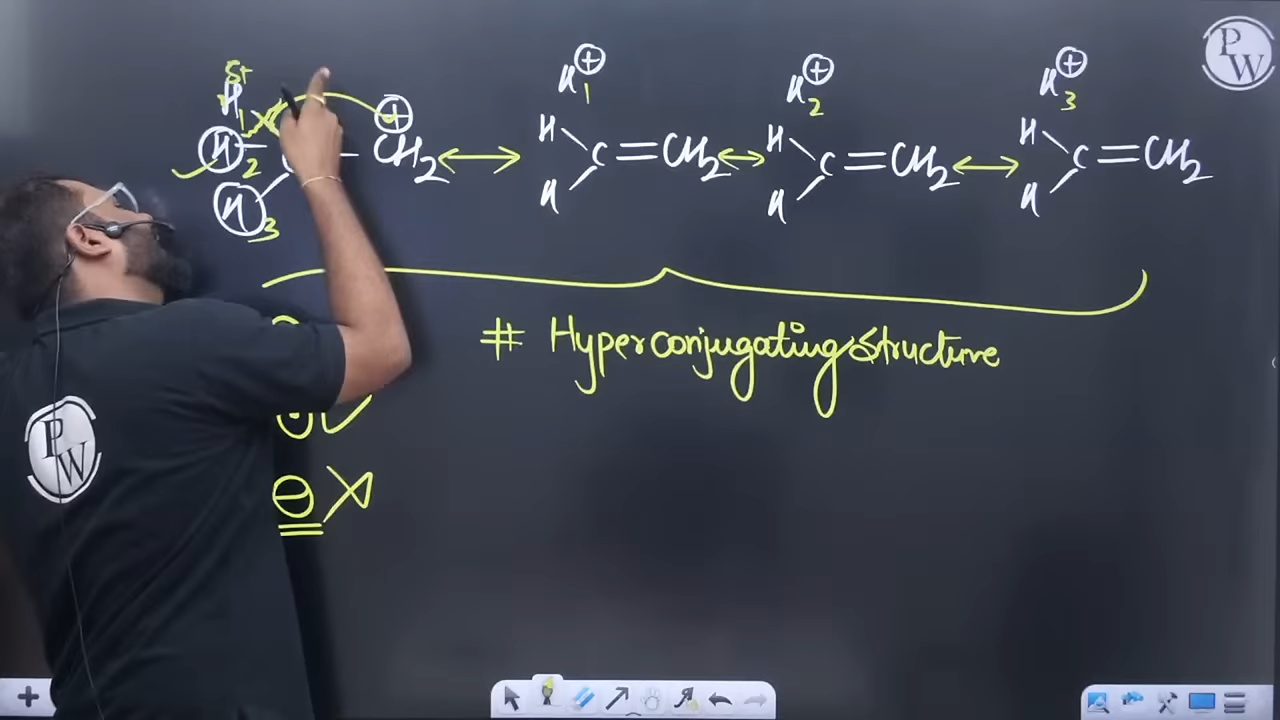 PW
δ+
H 1 ⊕
H 2 C — CH2 ↔ H⊕ 1 H H C=CH2 ↔ H⊕ 2 H H C=CH2 ↔ H⊕ 3 H H C=CH2
H 3
# Hyperconjugating Structure
⊖ X
PW